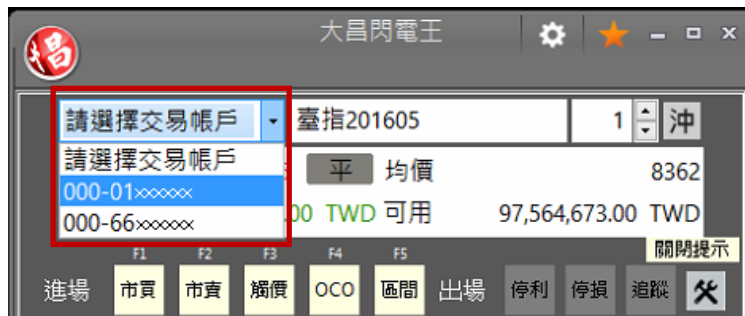 昌
大昌閃電王
請選擇交易帳戶 臺指201605 1 沖
請選擇交易帳戶 平 均價 8362
000-01xxxxxx
000-66xxxxxx .00 TWD 可用 97,564,673.00 TWD
關閉提示
F1 F2 F3 F4 F5
進場 市買 市賣 觸價 OCO 區間 出場 停利 停損 追蹤